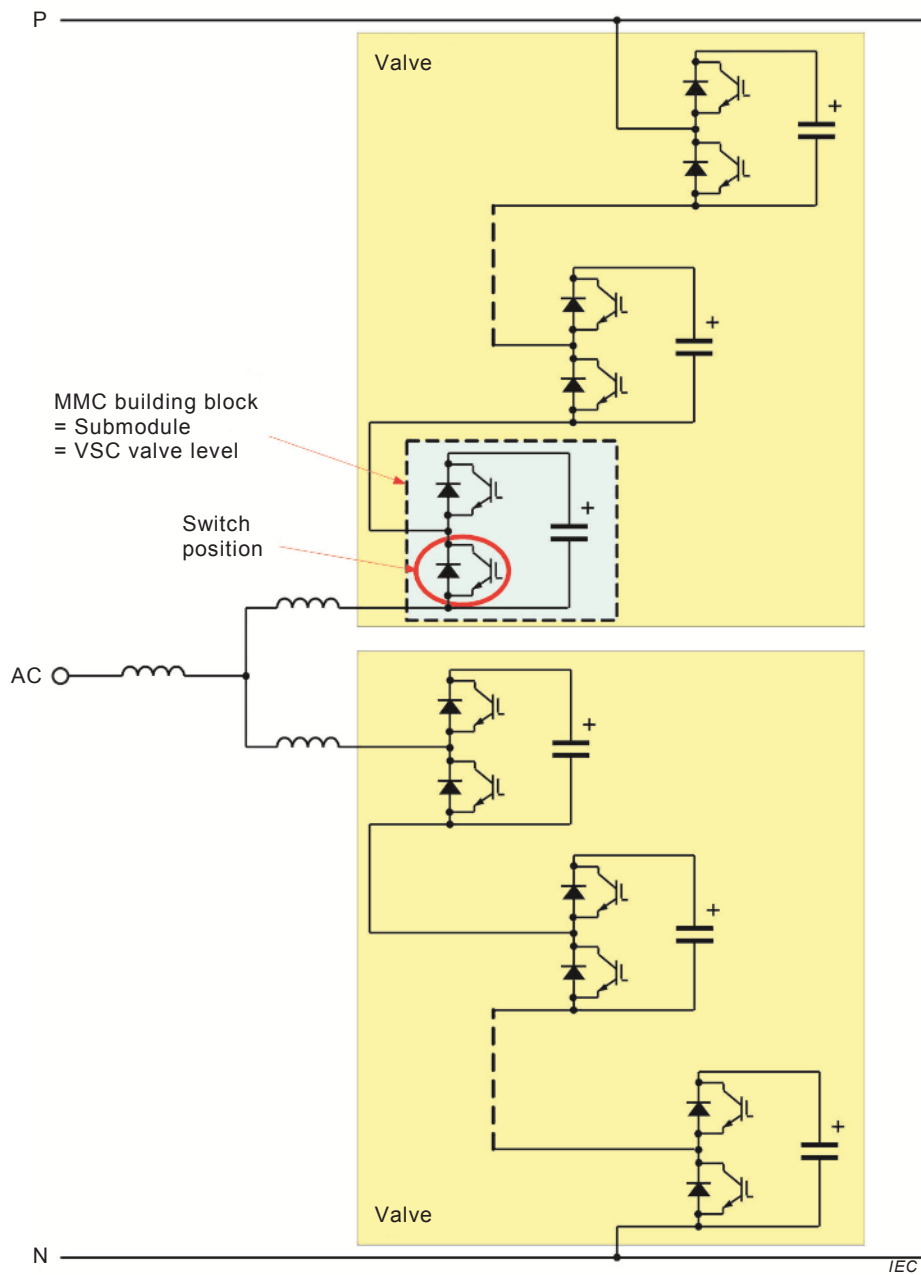 P
Valve
+
+
MMC building block
= Submodule
= VSC valve level
+
Switch
position
AC
+
+
+
Valve
N
IEC